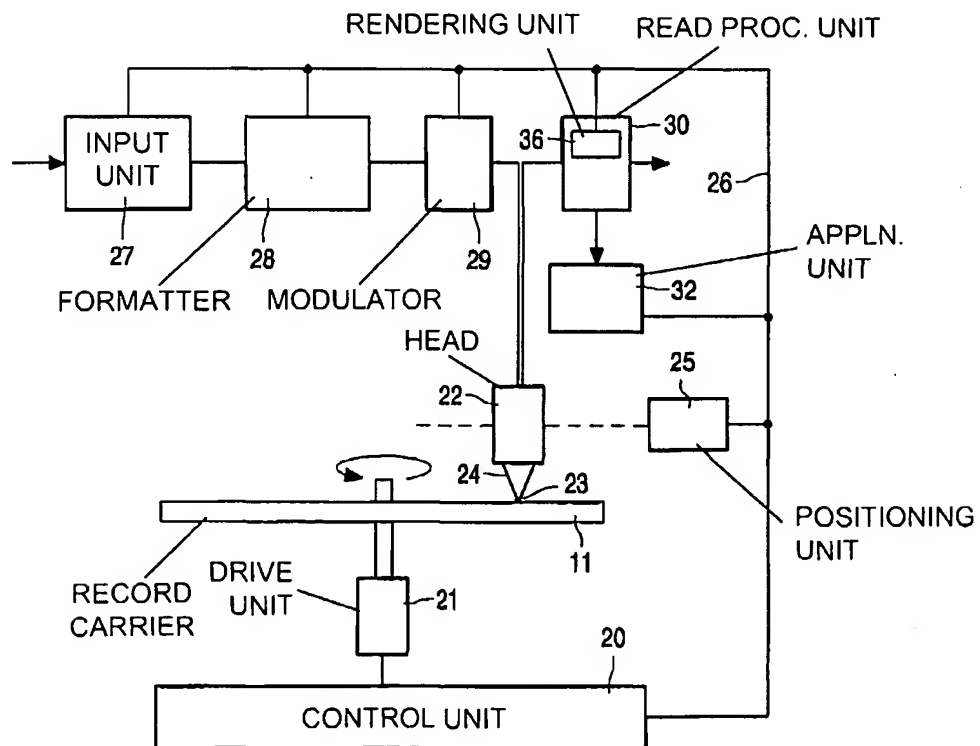 RENDERING UNIT
READ PROC. UNIT
INPUT
UNIT
27
28
29
36
30
26
FORMATTER
MODULATOR
APPLN.
UNIT
32
HEAD
22
25
24
23
POSITIONING
UNIT
11
RECORD
CARRIER
DRIVE
UNIT
21
20
CONTROL UNIT